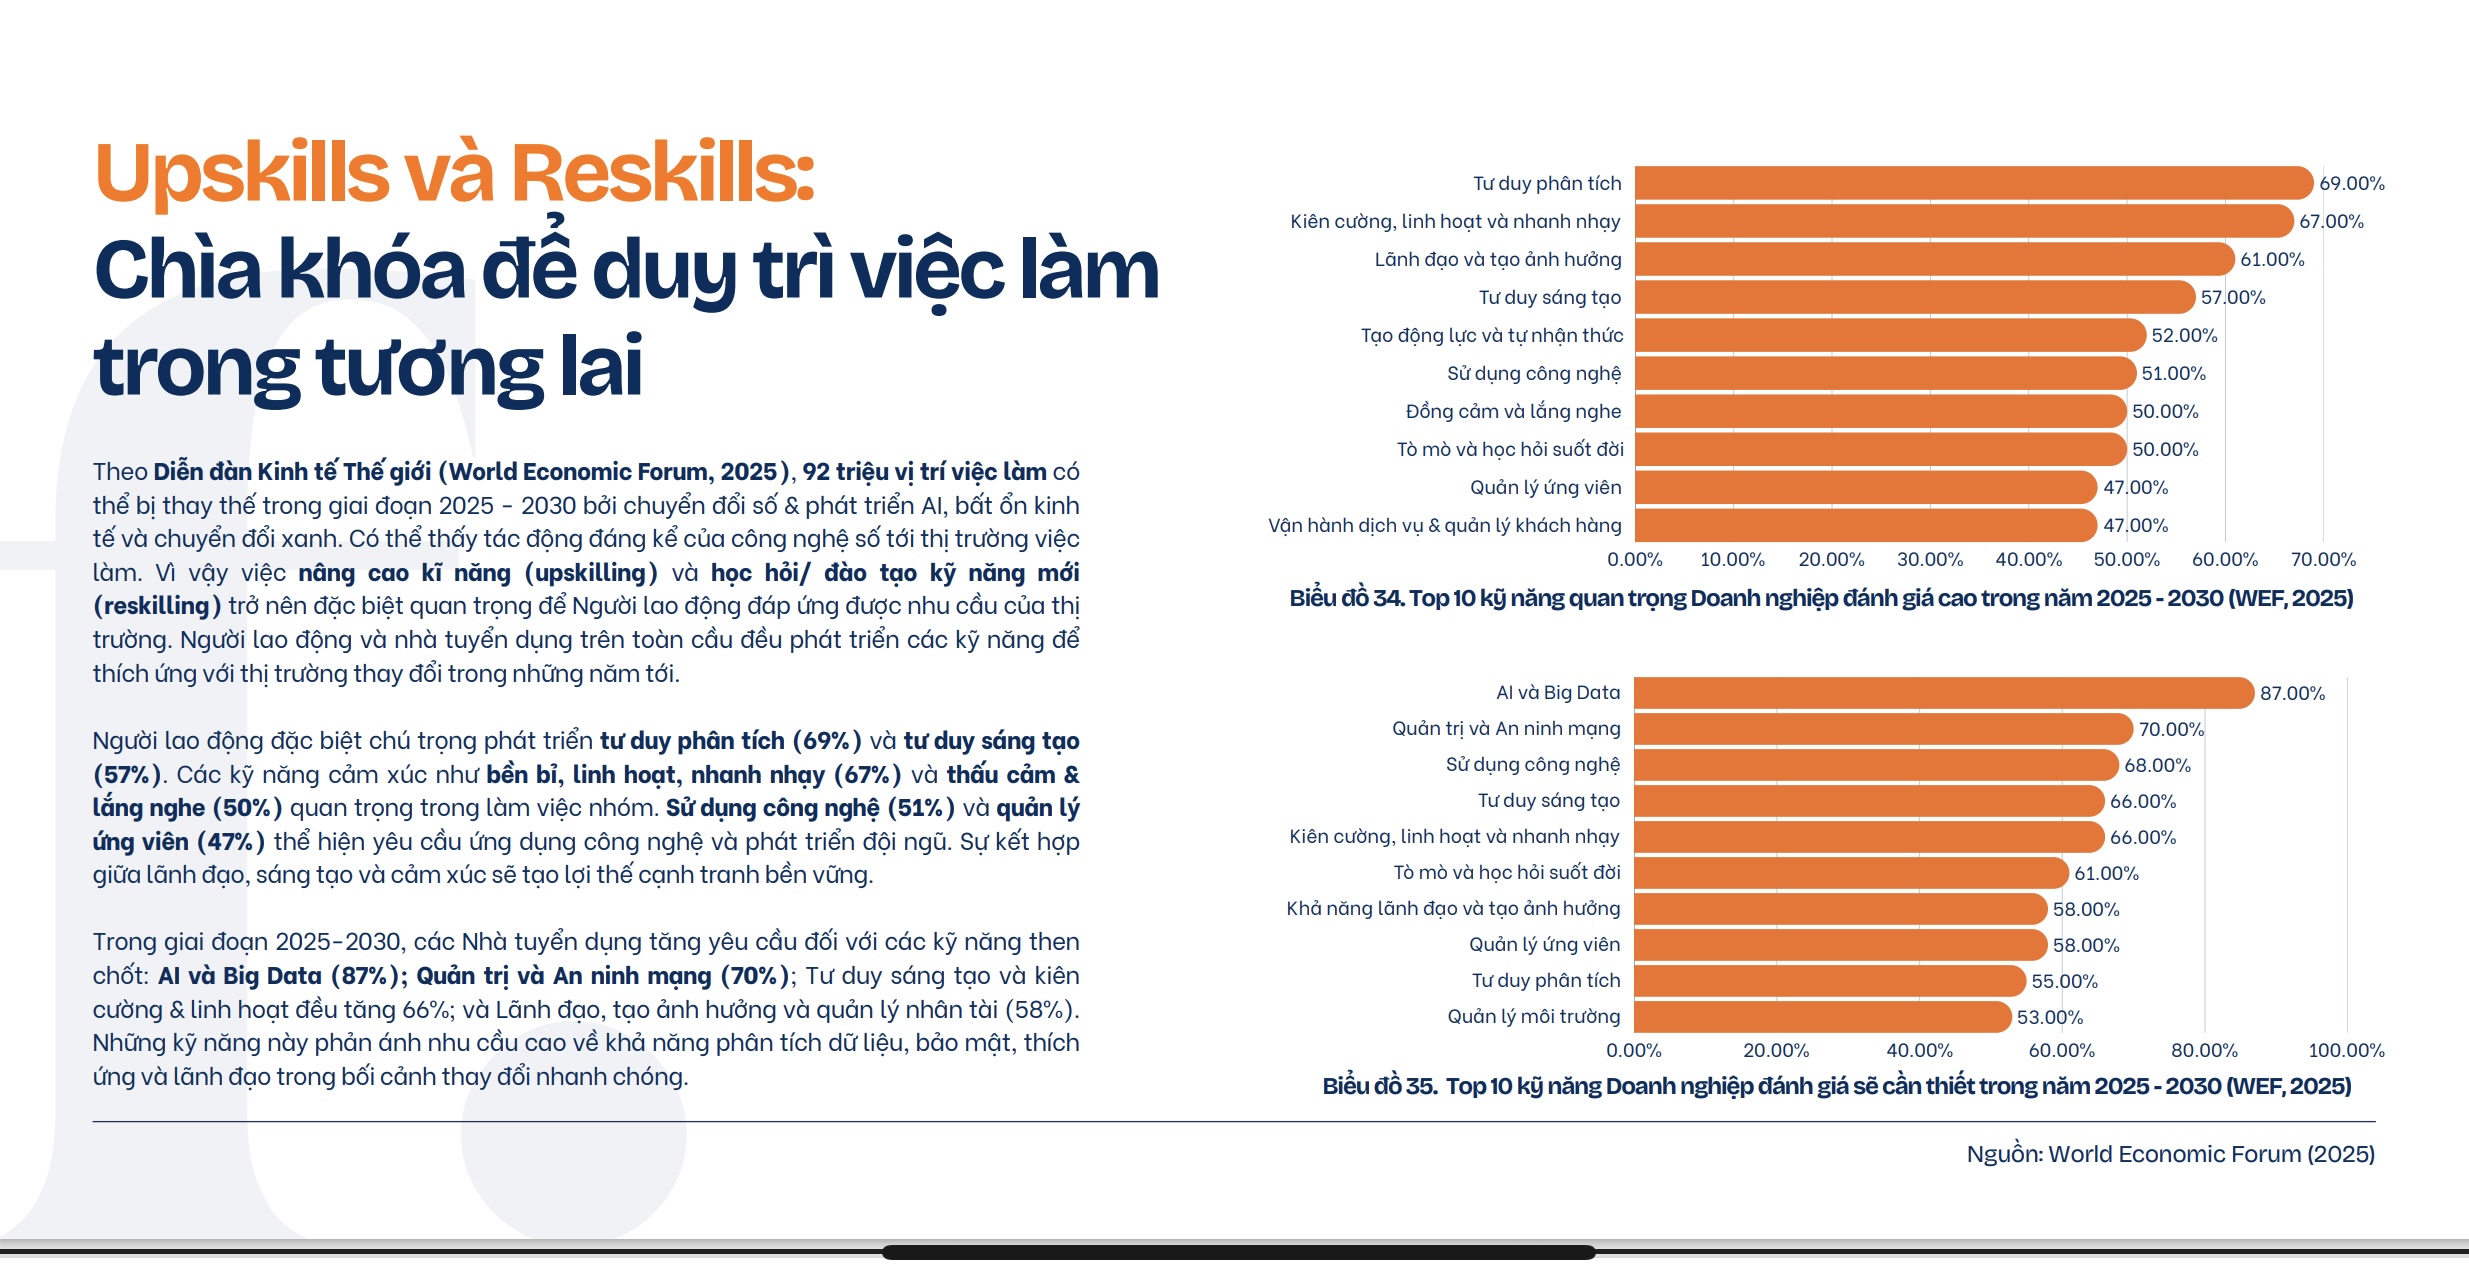 Upskills và Reskills:
Chìa khóa để duy trì việc làm
trong tương lai
Theo Diễn đàn Kinh tế Thế giới (World Economic Forum, 2025), 92 triệu vị trí việc làm có
thể bị thay thế trong giai đoạn 2025 - 2030 bởi chuyển đổi số & phát triển AI, bất ổn kinh
tế và chuyển đổi xanh. Có thể thấy tác động đáng kể của công nghệ số tới thị trường việc
làm. Vì vậy việc nâng cao kĩ năng (upskilling) và học hỏi/ đào tạo kỹ năng mới
(reskilling) trở nên đặc biệt quan trọng để Người lao động đáp ứng được nhu cầu của thị
trường. Người lao động và nhà tuyển dụng trên toàn cầu đều phát triển các kỹ năng để
thích ứng với thị trường thay đổi trong những năm tới.
Người lao động đặc biệt chú trọng phát triển tư duy phân tích (69%) và tư duy sáng tạo
(57%). Các kỹ năng cảm xúc như bền bỉ, linh hoạt, nhanh nhạy (67%) và thấu cảm &
lắng nghe (50%) quan trọng trong làm việc nhóm. Sử dụng công nghệ (51%) và quản lý
ứng viên (47%) thể hiện yêu cầu ứng dụng công nghệ và phát triển đội ngũ. Sự kết hợp
giữa lãnh đạo, sáng tạo và cảm xúc sẽ tạo lợi thế cạnh tranh bền vững.
Trong giai đoạn 2025-2030, các Nhà tuyển dụng tăng yêu cầu đối với các kỹ năng then
chốt: AI và Big Data (87%); Quản trị và An ninh mạng (70%); Tư duy sáng tạo và kiên
cường & linh hoạt đều tăng 66%; và Lãnh đạo, tạo ảnh hưởng và quản lý nhân tài (58%).
Những kỹ năng này phản ánh nhu cầu cao về khả năng phân tích dữ liệu, bảo mật, thích
ứng và lãnh đạo trong bối cảnh thay đổi nhanh chóng.
Tư duy phân tích 69.00%
Kiên cường, linh hoạt và nhanh nhạy 67.00%
Lãnh đạo và tạo ảnh hưởng 61.00%
Tư duy sáng tạo 57.00%
Tạo động lực và tự nhận thức 52.00%
Sử dụng công nghệ 51.00%
Đồng cảm và lắng nghe 50.00%
Tò mò và học hỏi suốt đời 50.00%
Quản lý ứng viên 47.00%
Vận hành dịch vụ & quản lý khách hàng 47.00%
0.00% 10.00% 20.00% 30.00% 40.00% 50.00% 60.00% 70.00%
Biểu đồ 34. Top 10 kỹ năng quan trọng Doanh nghiệp đánh giá cao trong năm 2025 - 2030 (WEF, 2025)
AI và Big Data 87.00%
Quản trị và An ninh mạng 70.00%
Sử dụng công nghệ 68.00%
Tư duy sáng tạo 66.00%
Kiên cường, linh hoạt và nhanh nhạy 66.00%
Tò mò và học hỏi suốt đời 61.00%
Khả năng lãnh đạo và tạo ảnh hưởng 58.00%
Quản lý ứng viên 58.00%
Tư duy phân tích 55.00%
Quản lý môi trường 53.00%
0.00% 20.00% 40.00% 60.00% 80.00% 100.00%
Biểu đồ 35. Top 10 kỹ năng Doanh nghiệp đánh giá sẽ cần thiết trong năm 2025 - 2030 (WEF, 2025)
Nguồn: World Economic Forum (2025)